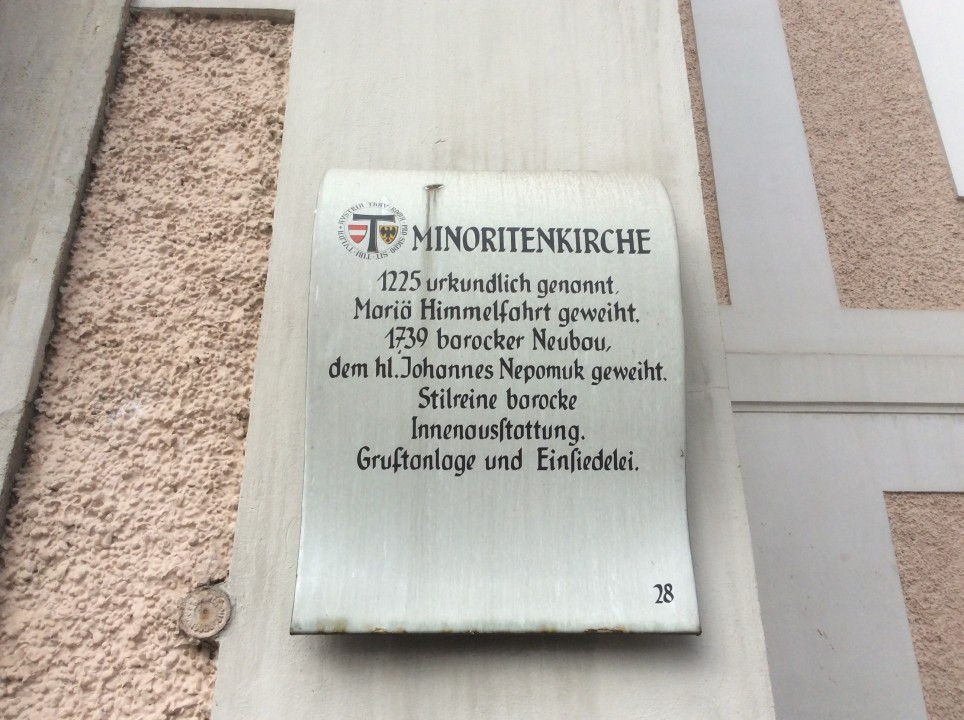 MINORITENKIRCHE
1225 urkundlich genannt,
Mariä Himmelfahrt geweiht.
1739 barocker Neubau,
dem hl. Johannes Nepomuk geweiht.
Stilreine barocke
Innenausſtattung.
Gruftanlage und Einſiedelei.
28